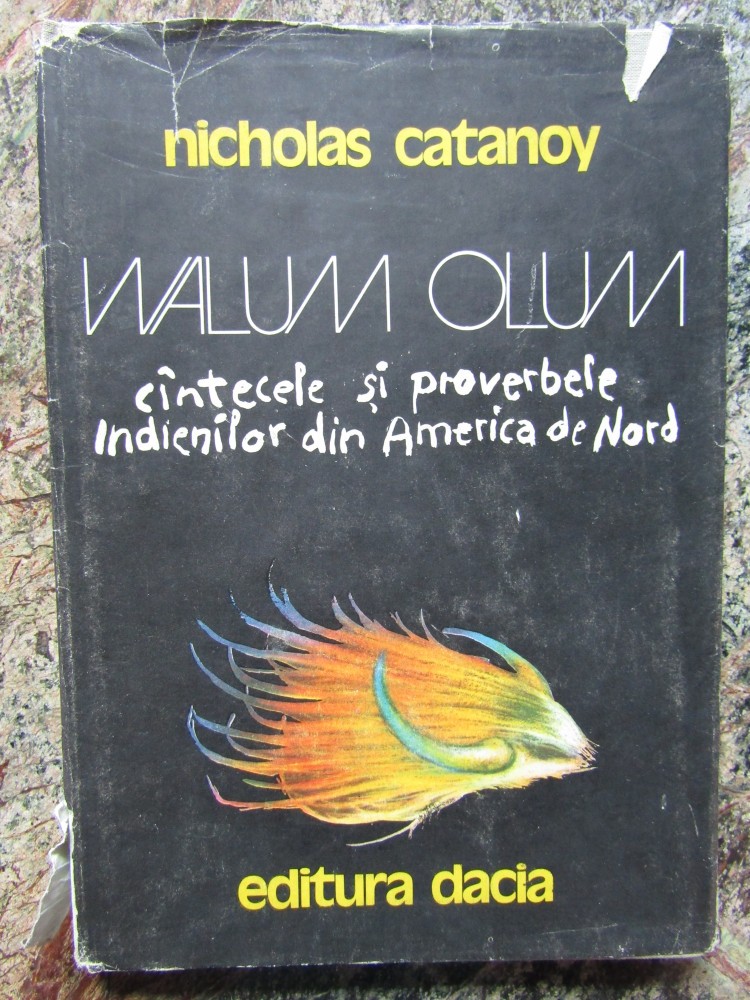 nicholas catanoy
WALUM OLUM
cîntecele și proverbele
Indienilor din America de Nord
editura dacia